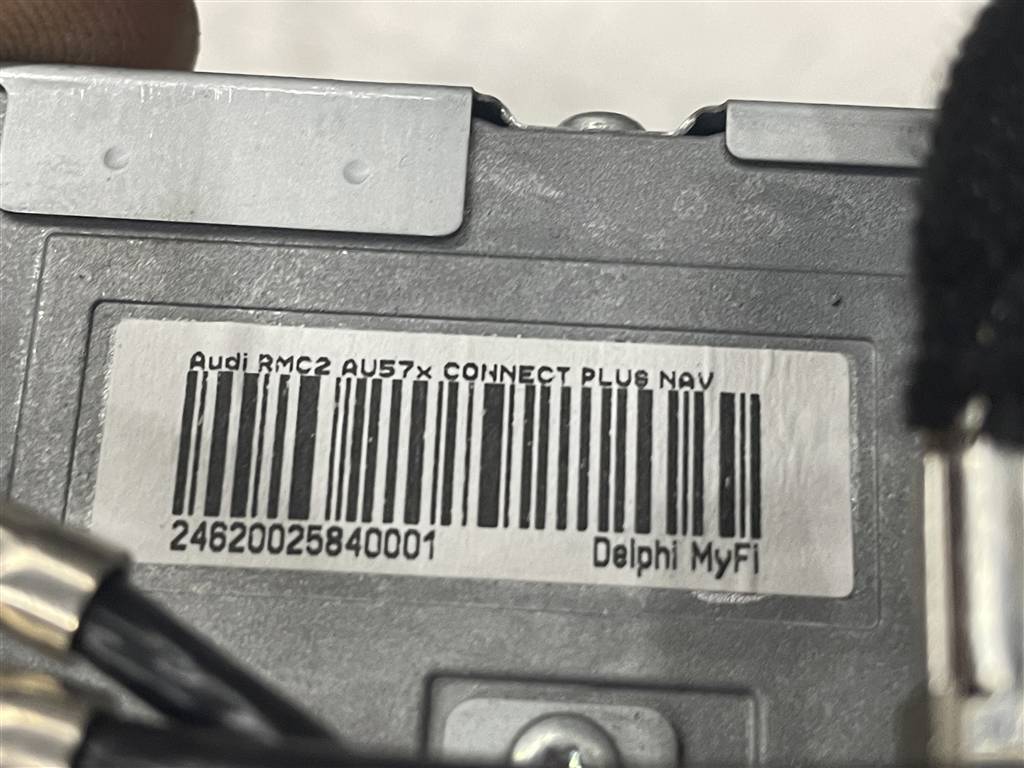 Audi RMC2 AU57x CONNECT PLUS NAV
24620025840001 Delphi MyFi